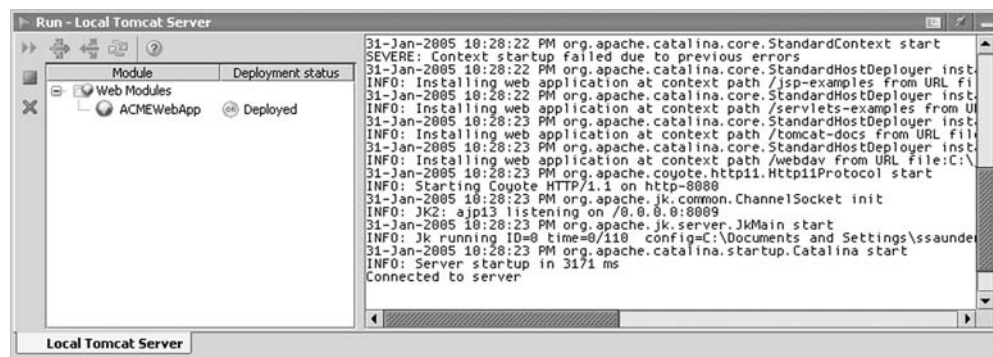 Run - Local Tomcat Server
Module Deployment status
Web Modules
ACMEWebApp OK Deployed
31-Jan-2005 10:28:22 PM org.apache.catalina.core.StandardContext start
SEVERE: Context startup failed due to previous errors
31-Jan-2005 10:28:22 PM org.apache.catalina.core.StandardHostDeployer inst
INFO: Installing web application at context path /jsp-examples from URL fi
31-Jan-2005 10:28:22 PM org.apache.catalina.core.StandardHostDeployer inst
INFO: Installing web application at context path /servlets-examples from U
31-Jan-2005 10:28:23 PM org.apache.catalina.core.StandardHostDeployer inst
INFO: Installing web application at context path /tomcat-docs from URL file
31-Jan-2005 10:28:23 PM org.apache.catalina.core.StandardHostDeployer inst
INFO: Installing web application at context path /webdav from URL file:C:\
31-Jan-2005 10:28:23 PM org.apache.coyote.http11.Http11Protocol start
INFO: Starting Coyote HTTP/1.1 on http-8080
31-Jan-2005 10:28:23 PM org.apache.jk.common.ChannelSocket init
INFO: JK2: ajp13 listening on /0.0.0.0:8009
31-Jan-2005 10:28:23 PM org.apache.jk.server.JkMain start
INFO: Jk running ID=0 time=0/110 config=C:\Documents and Settings\ssaunde
31-Jan-2005 10:28:23 PM org.apache.catalina.startup.Catalina start
INFO: Server startup in 3171 ms
Connected to server
Local Tomcat Server